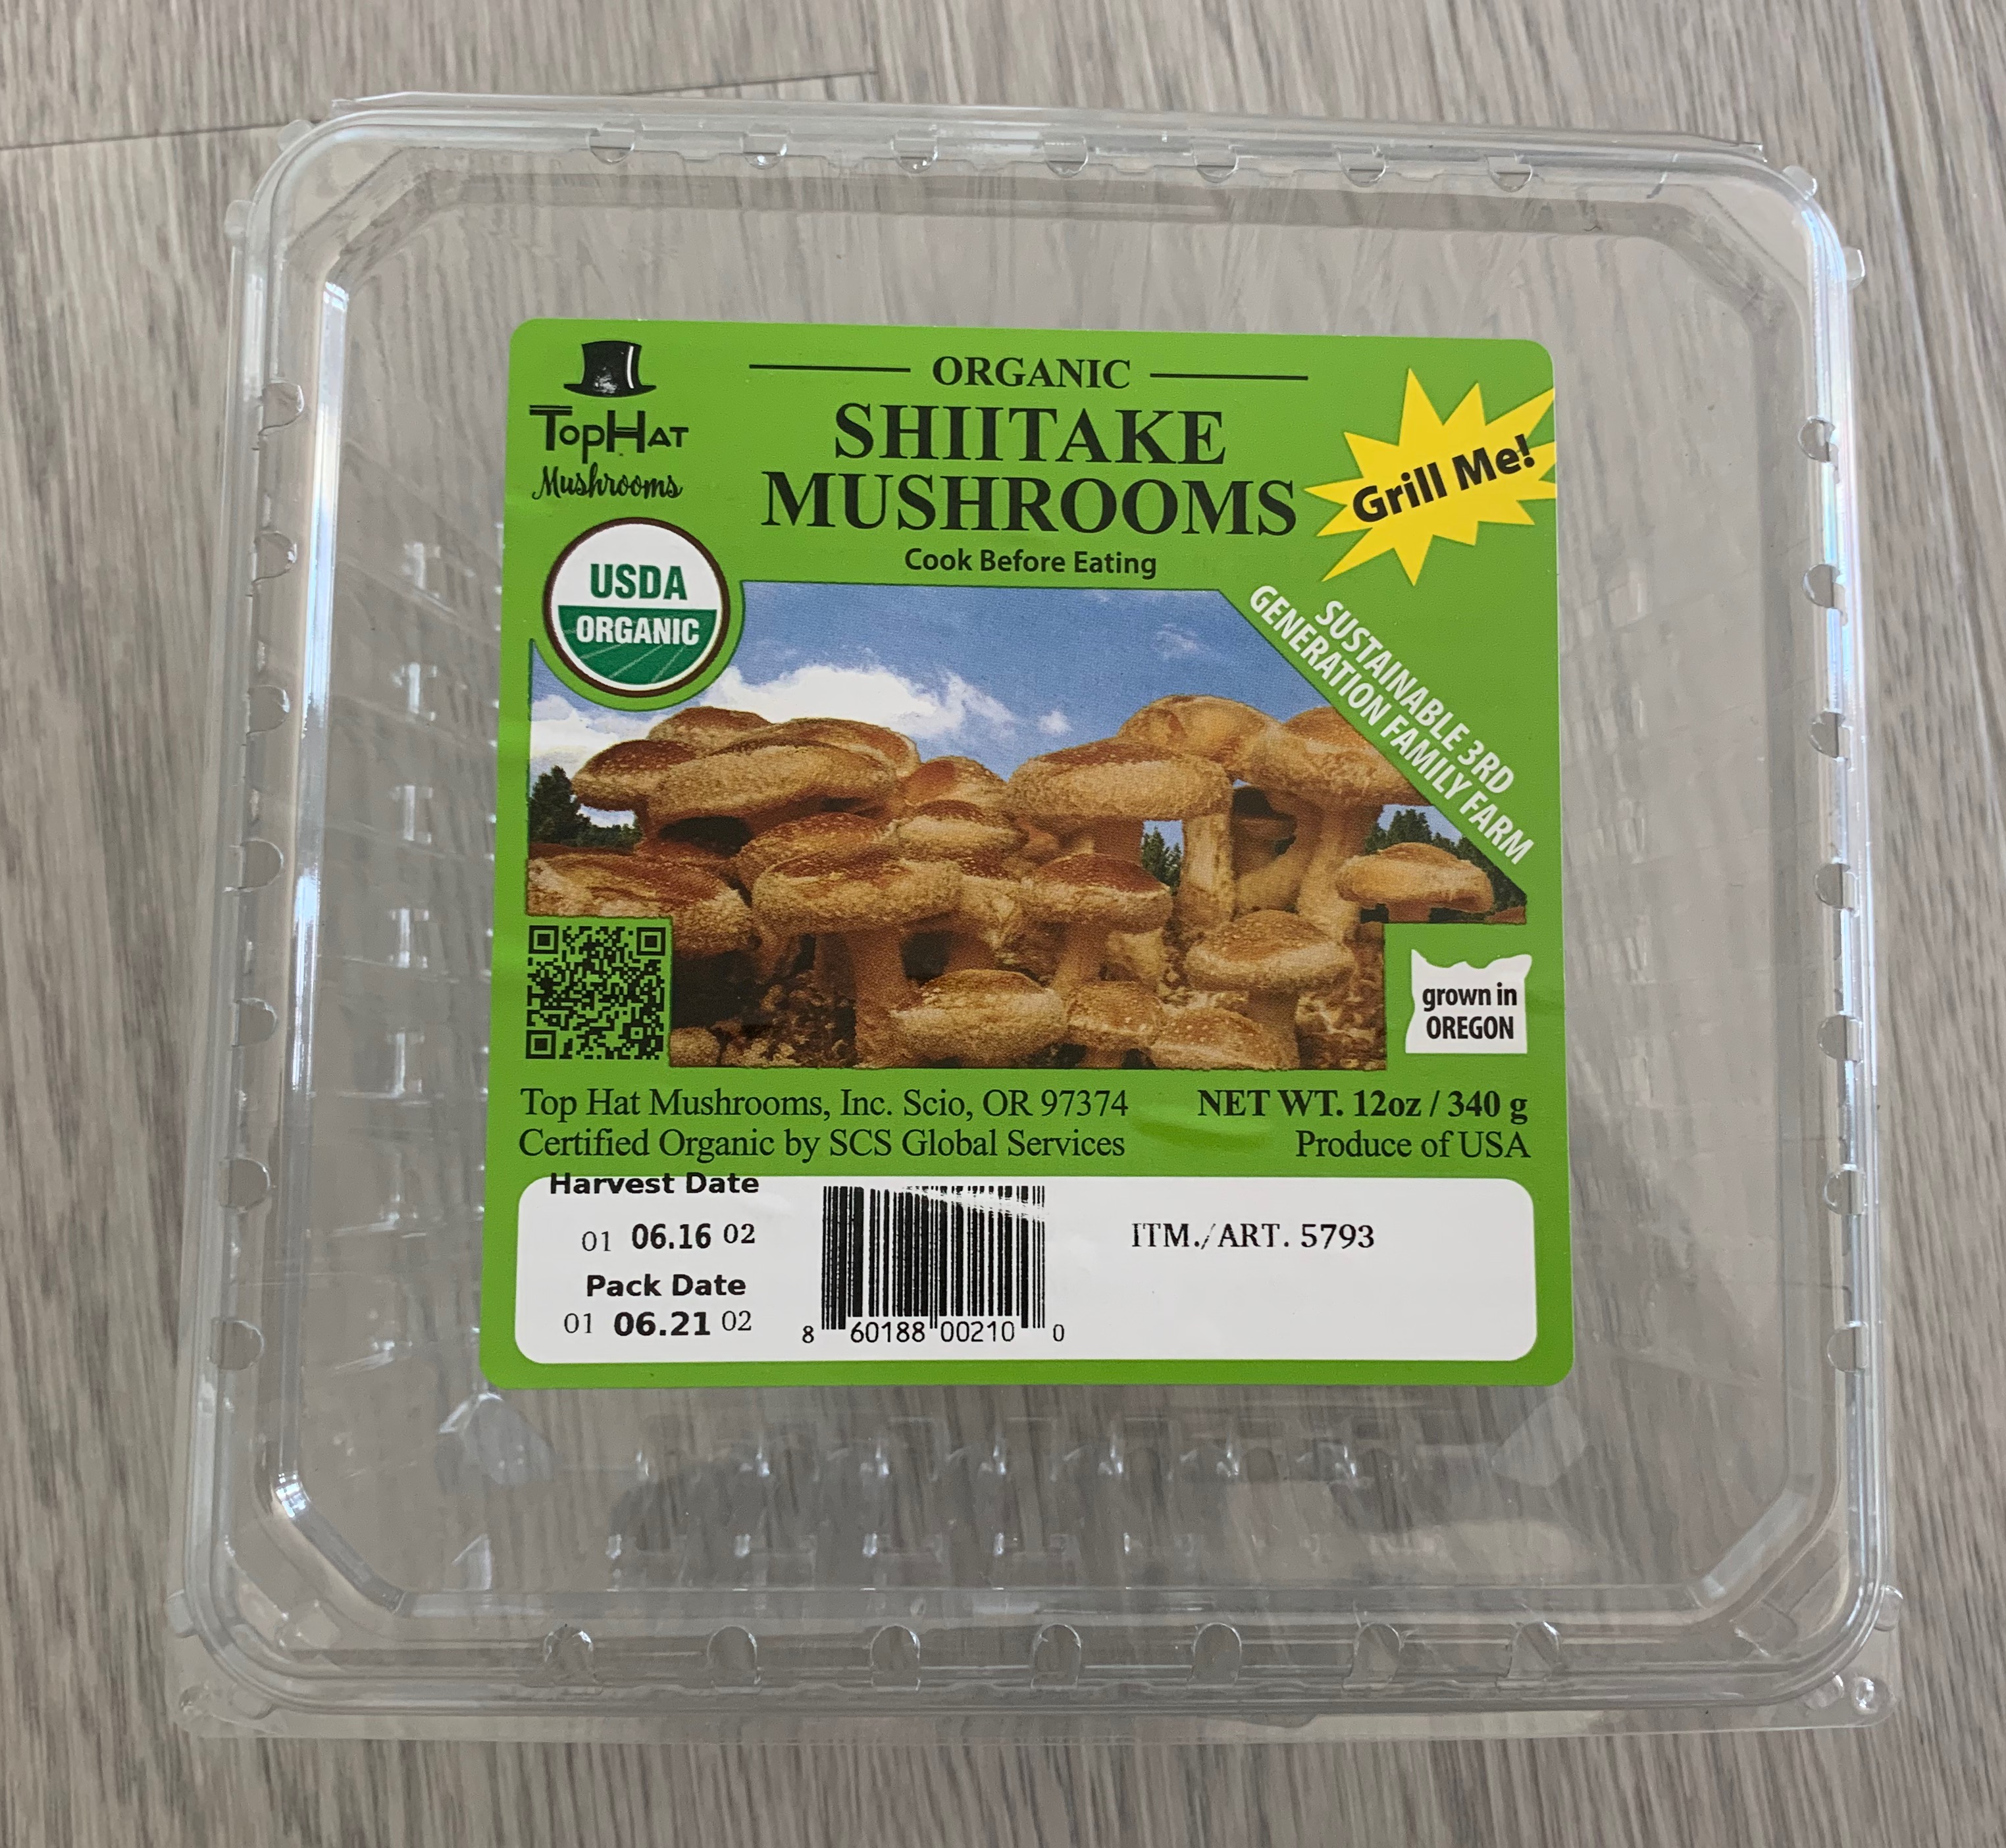 TopHat
Mushrooms
ORGANIC
SHIITAKE
MUSHROOMS
Cook Before Eating
Grill Me!
USDA
ORGANIC
SUSTAINABLE 3RD
GENERATION FAMILY FARM
grown in
OREGON
Top Hat Mushrooms, Inc. Scio, OR 97374
Certified Organic by SCS Global Services
NET WT. 12oz / 340 g
Produce of USA
Harvest Date
01 06.16 02
Pack Date
01 06.21 02
8 60188 00210 0
ITM./ART. 5793